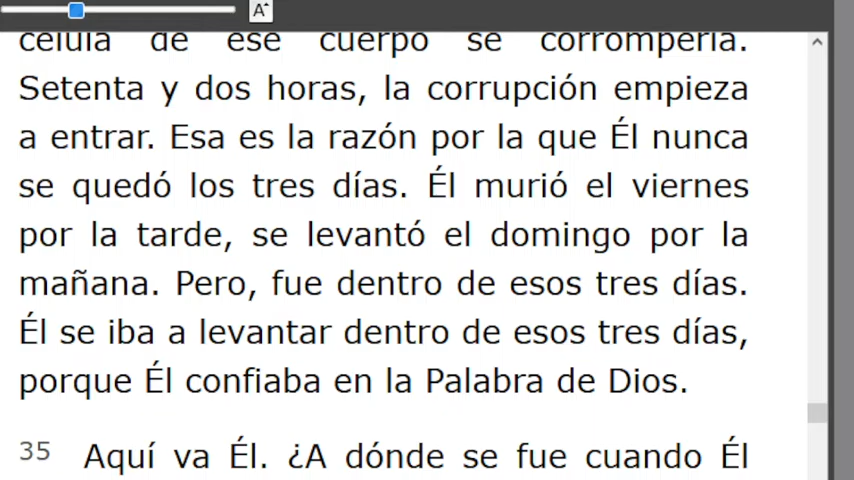 A
célula de ese cuerpo se corrompería.
Setenta y dos horas, la corrupción empieza
a entrar. Esa es la razón por la que Él nunca
se quedó los tres días. Él murió el viernes
por la tarde, se levantó el domingo por la
mañana. Pero, fue dentro de esos tres días.
Él se iba a levantar dentro de esos tres días,
porque Él confiaba en la Palabra de Dios.
35 Aquí va Él. ¿A dónde se fue cuando Él